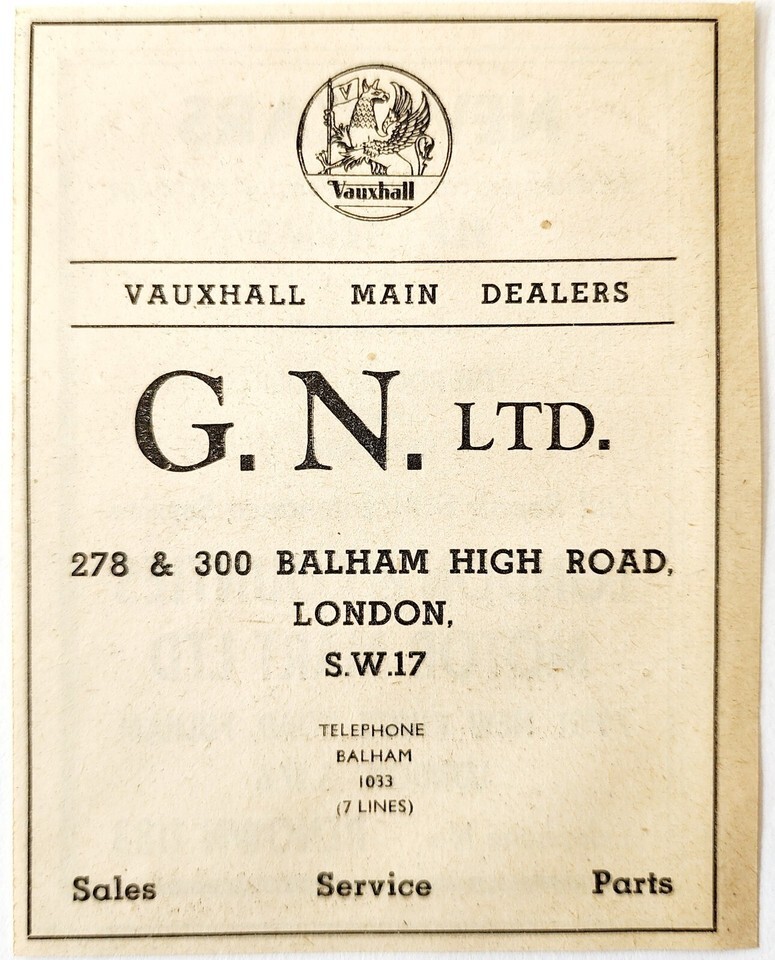 V
Vauxhall
VAUXHALL MAIN DEALERS
G. N. LTD.
278 & 300 BALHAM HIGH ROAD,
LONDON,
S.W.17
TELEPHONE
BALHAM
1033
(7 LINES)
Sales Service Parts